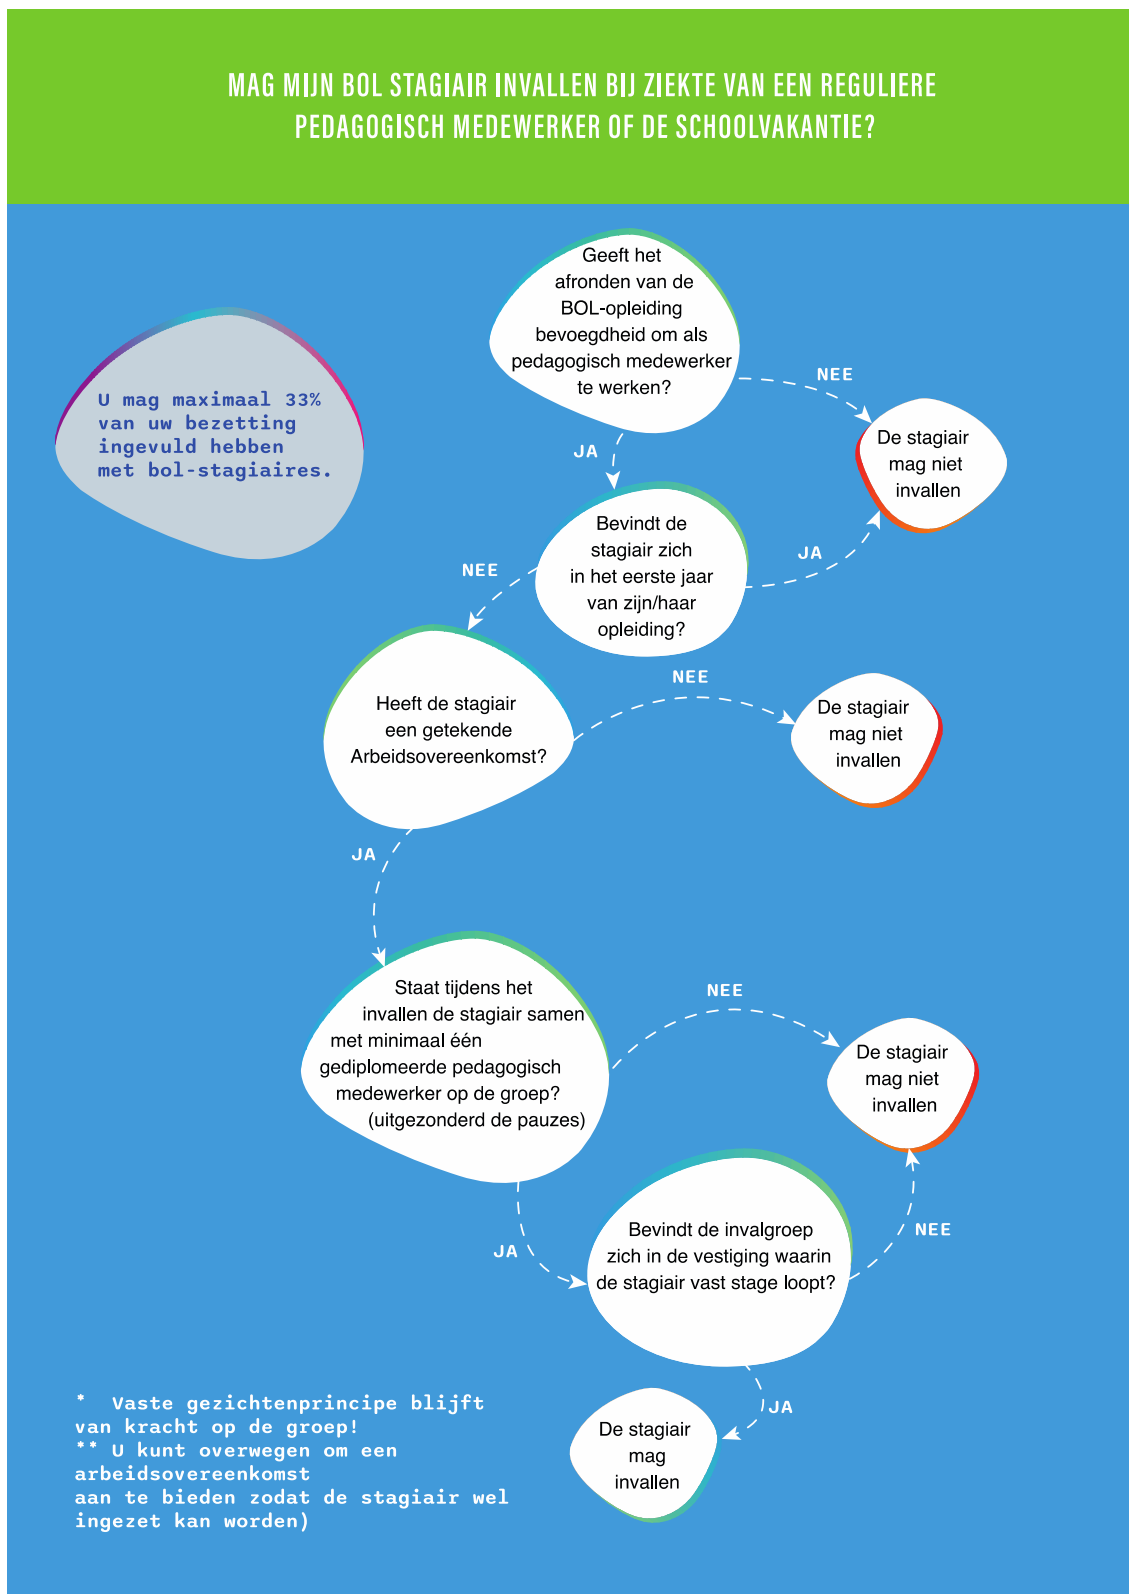 MAG MIJN BOL STAGIAIR INVALLEN BIJ ZIEKTE VAN EEN REGULIERE
PEDAGOGISCH MEDEWERKER OF DE SCHOOLVAKANTIE?
Geeft het
afronden van de
BOL-opleiding
bevoegdheid om als
pedagogisch medewerker
te werken?
NEE
U mag maximaal 33%
van uw bezetting
ingevuld hebben
met bol-stagiaires.
JA
De stagiair
mag niet
invallen
Bevindt de
stagiair zich
in het eerste jaar
van zijn/haar
opleiding?
JA
NEE
Heeft de stagiair
een getekende
Arbeidsovereenkomst?
NEE
De stagiair
mag niet
invallen
JA
Staat tijdens het
invallen de stagiair samen
met minimaal één
gediplomeerde pedagogisch
medewerker op de groep?
(uitgezonderd de pauzes)
NEE
De stagiair
mag niet
invallen
JA
Bevindt de invalgroep
zich in de vestiging waarin
de stagiair vast stage loopt?
NEE
JA
De stagiair
mag
invallen
* Vaste gezichtenprincipe blijft
van kracht op de groep!
** U kunt overwegen om een
arbeidsovereenkomst
aan te bieden zodat de stagiair wel
ingezet kan worden)